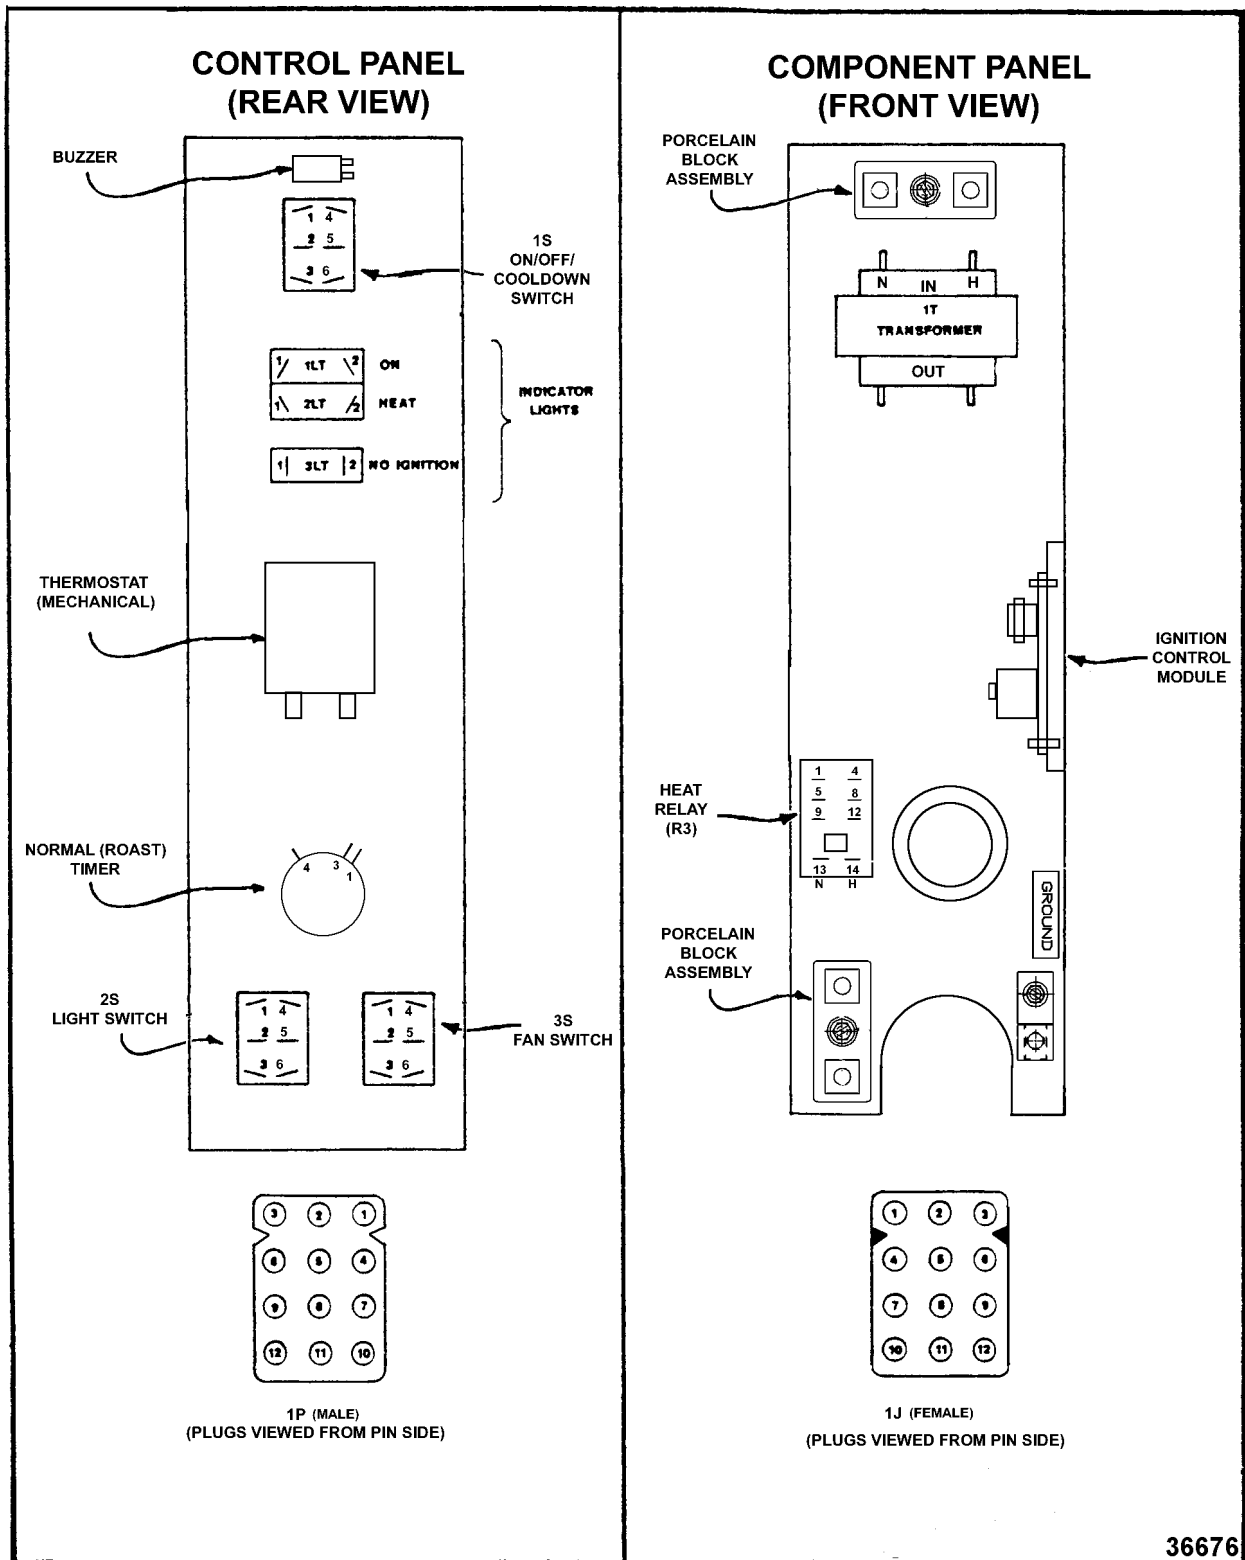 CONTROL PANEL
(REAR VIEW)
BUZZER
1 4
2 5
3 6
1S
ON/OFF/
COOLDOWN
SWITCH
1 1LT 2 ON
1 2LT 2 HEAT
1 3LT 2 NO IGNITION
INDICATOR
LIGHTS
THERMOSTAT
(MECHANICAL)
NORMAL (ROAST)
TIMER
4 3
1
2S
LIGHT SWITCH
1 4
2 5
3 6
1 4
2 5
3 6
3S
FAN SWITCH
3 2 1
6 5 4
9 8 7
12 11 10
1P (MALE)
(PLUGS VIEWED FROM PIN SIDE)
COMPONENT PANEL
(FRONT VIEW)
PORCELAIN
BLOCK
ASSEMBLY
N IN H
1T
TRANSFORMER
OUT
IGNITION
CONTROL
MODULE
HEAT
RELAY
(R3)
1 4
5 8
9 12
13 14
N H
GROUND
PORCELAIN
BLOCK
ASSEMBLY
1 2 3
4 5 6
7 8 9
10 11 12
1J (FEMALE)
(PLUGS VIEWED FROM PIN SIDE)
36676